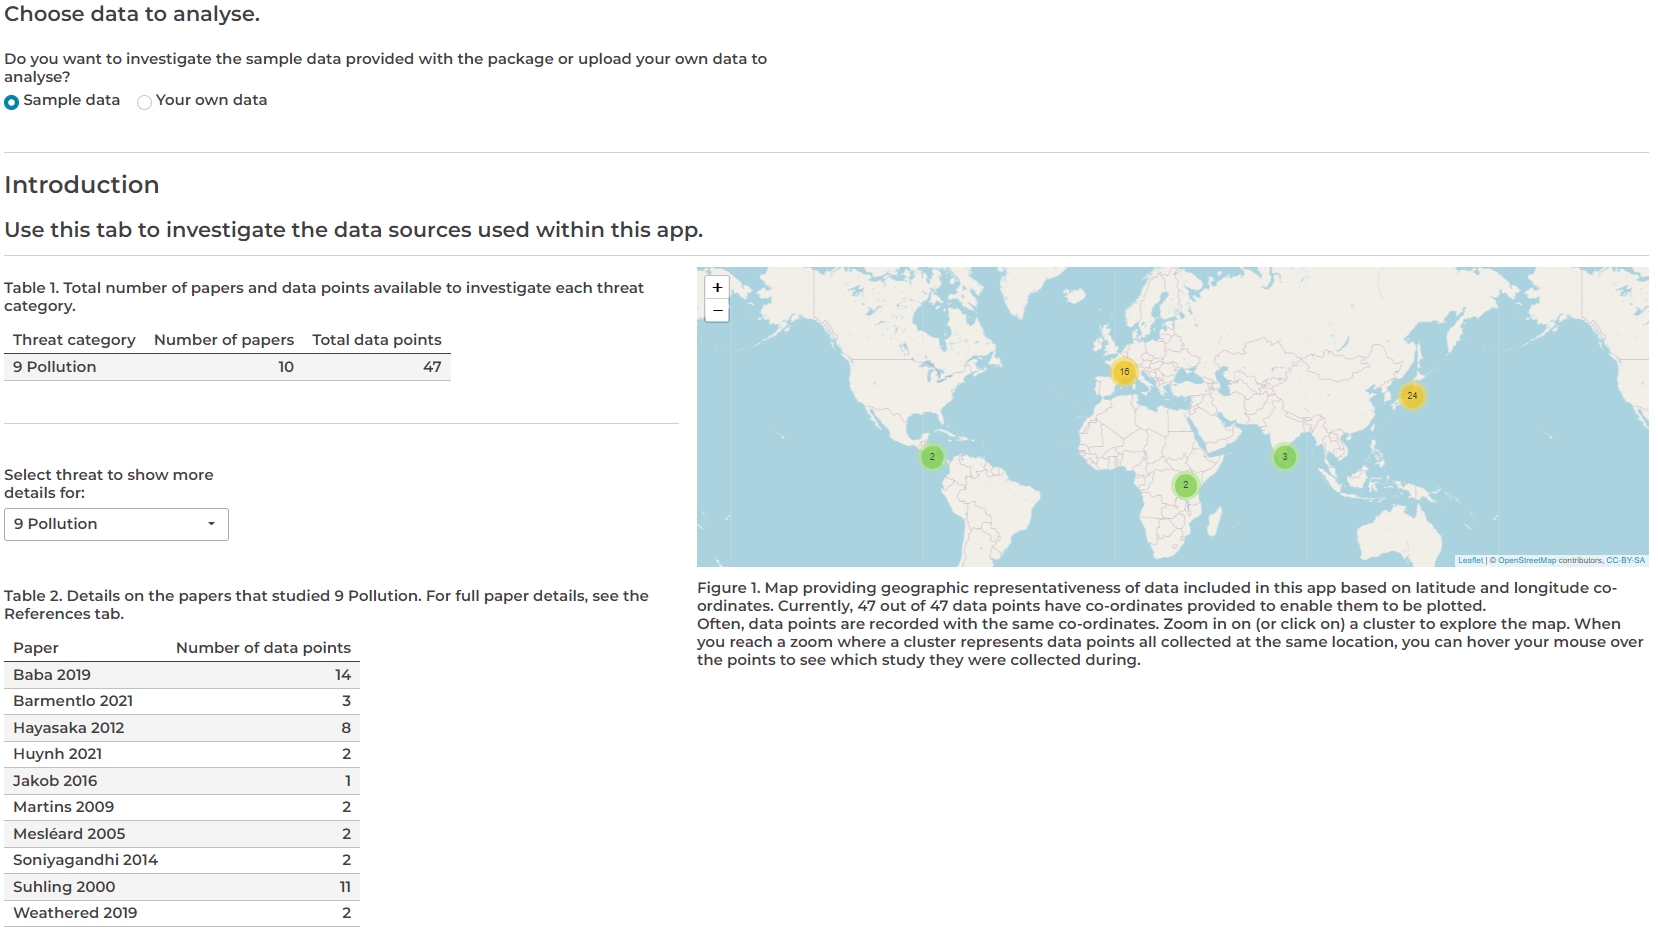 Choose data to analyse.
Do you want to investigate the sample data provided with the package or upload your own data to
analyse?
Sample data Your own data
Introduction
Use this tab to investigate the data sources used within this app.
Table 1. Total number of papers and data points available to investigate each threat
category.
Threat category Number of papers Total data points
9 Pollution 10 47
Select threat to show more
details for:
9 Pollution
Table 2. Details on the papers that studied 9 Pollution. For full paper details, see the
References tab.
Paper Number of data points
Baba 2019 14
Barmentlo 2021 3
Hayasaka 2012 8
Huynh 2021 2
Jakob 2016 1
Martins 2009 2
Mesléard 2005 2
Soniyagandhi 2014 2
Suhling 2000 11
Weathered 2019 2
+
−
16
24
2
3
2
Leaflet | © OpenStreetMap contributors, CC-BY-SA
Figure 1. Map providing geographic representativeness of data included in this app based on latitude and longitude co-
ordinates. Currently, 47 out of 47 data points have co-ordinates provided to enable them to be plotted.
Often, data points are recorded with the same co-ordinates. Zoom in on (or click on) a cluster to explore the map. When
you reach a zoom where a cluster represents data points all collected at the same location, you can hover your mouse over
the points to see which study they were collected during.